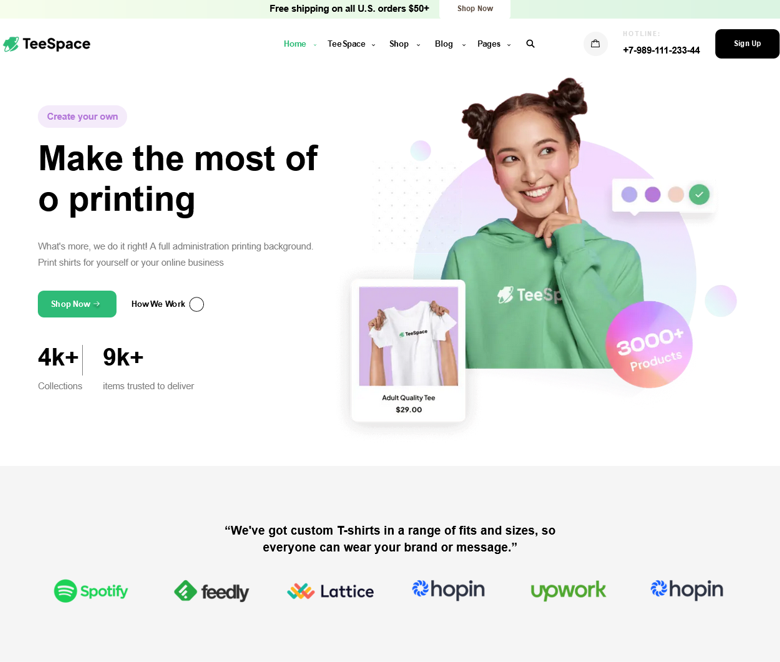 Free shipping on all U.S. orders $50+
Shop Now
TeeSpace
Home
TeeSpace
Shop
Blog
Pages
HOTLINE:
+7-989-111-233-44
Sign Up
Create your own
Make the most of
o printing
What's more, we do it right! A full administration printing background.
Print shirts for yourself or your online business
Shop Now →
How We Work
4k+
9k+
Collections
items trusted to deliver
TeeSp
TeeSpace
Adult Quality Tee
$29.00
3000+
Products
“We've got custom T-shirts in a range of fits and sizes, so
everyone can wear your brand or message.”
Spotify
feedly
Lattice
hopin
upwork
hopin